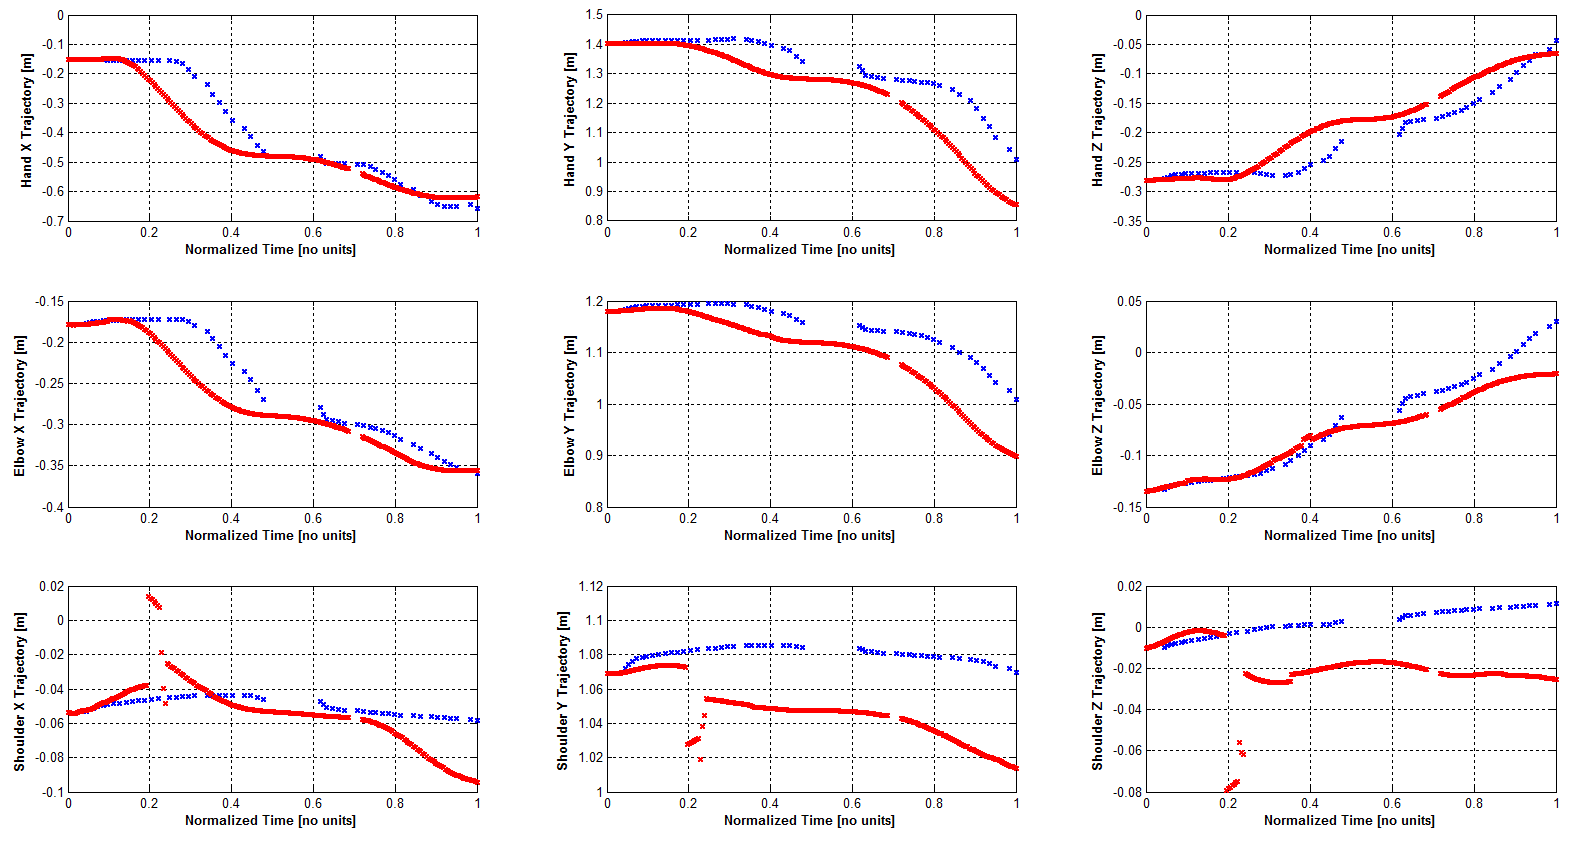 0
-0.1
-0.2
-0.3
-0.4
-0.5
-0.6
-0.7
Hand X Trajectory [m]
0 0.2 0.4 0.6 0.8 1
Normalized Time [no units]
1.5
1.4
1.3
1.2
1.1
1
0.9
0.8
Hand Y Trajectory [m]
0 0.2 0.4 0.6 0.8 1
Normalized Time [no units]
0
-0.05
-0.1
-0.15
-0.2
-0.25
-0.3
-0.35
Hand Z Trajectory [m]
0 0.2 0.4 0.6 0.8 1
Normalized Time [no units]
-0.15
-0.2
-0.25
-0.3
-0.35
-0.4
Elbow X Trajectory [m]
0 0.2 0.4 0.6 0.8 1
Normalized Time [no units]
1.2
1.1
1
0.9
0.8
Elbow Y Trajectory [m]
0 0.2 0.4 0.6 0.8 1
Normalized Time [no units]
0.05
0
-0.05
-0.1
-0.15
Elbow Z Trajectory [m]
0 0.2 0.4 0.6 0.8 1
Normalized Time [no units]
0.02
0
-0.02
-0.04
-0.06
-0.08
-0.1
Shoulder X Trajectory [m]
0 0.2 0.4 0.6 0.8 1
Normalized Time [no units]
1.12
1.1
1.08
1.06
1.04
1.02
1
Shoulder Y Trajectory [m]
0 0.2 0.4 0.6 0.8 1
Normalized Time [no units]
0.02
0
-0.02
-0.04
-0.06
-0.08
Shoulder Z Trajectory [m]
0 0.2 0.4 0.6 0.8 1
Normalized Time [no units]